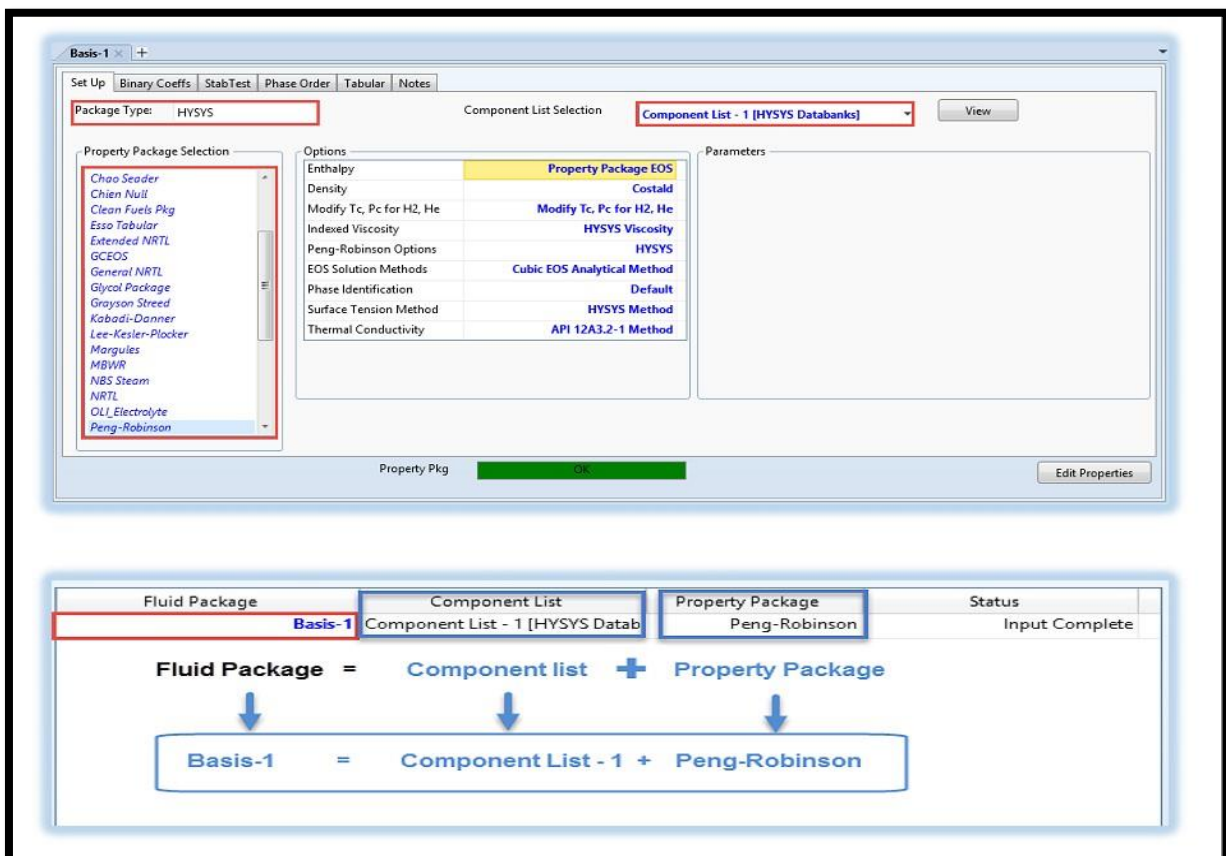 Basis-1 × +
Set Up Binary Coeffs StabTest Phase Order Tabular Notes
Package Type: HYSYS Component List Selection Component List - 1 [HYSYS Databanks] View
Property Package Selection
Chao Seader
Chien Null
Clean Fuels Pkg
Esso Tabular
Extended NRTL
GCEOS
General NRTL
Glycol Package
Grayson Streed
Kabadi-Danner
Lee-Kesler-Plocker
Margules
MBWR
NBS Steam
NRTL
OLI_Electrolyte
Peng-Robinson
Options
Enthalpy Property Package EOS
Density Costald
Modify Tc, Pc for H2, He Modify Tc, Pc for H2, He
Indexed Viscosity HYSYS Viscosity
Peng-Robinson Options HYSYS
EOS Solution Methods Cubic EOS Analytical Method
Phase Identification Default
Surface Tension Method HYSYS Method
Thermal Conductivity API 12A3.2-1 Method
Parameters
Property Pkg OK Edit Properties
Fluid Package Component List Property Package Status
Basis-1 Component List - 1 [HYSYS Datab Peng-Robinson Input Complete
Fluid Package = Component list + Property Package
Basis-1 = Component List - 1 + Peng-Robinson